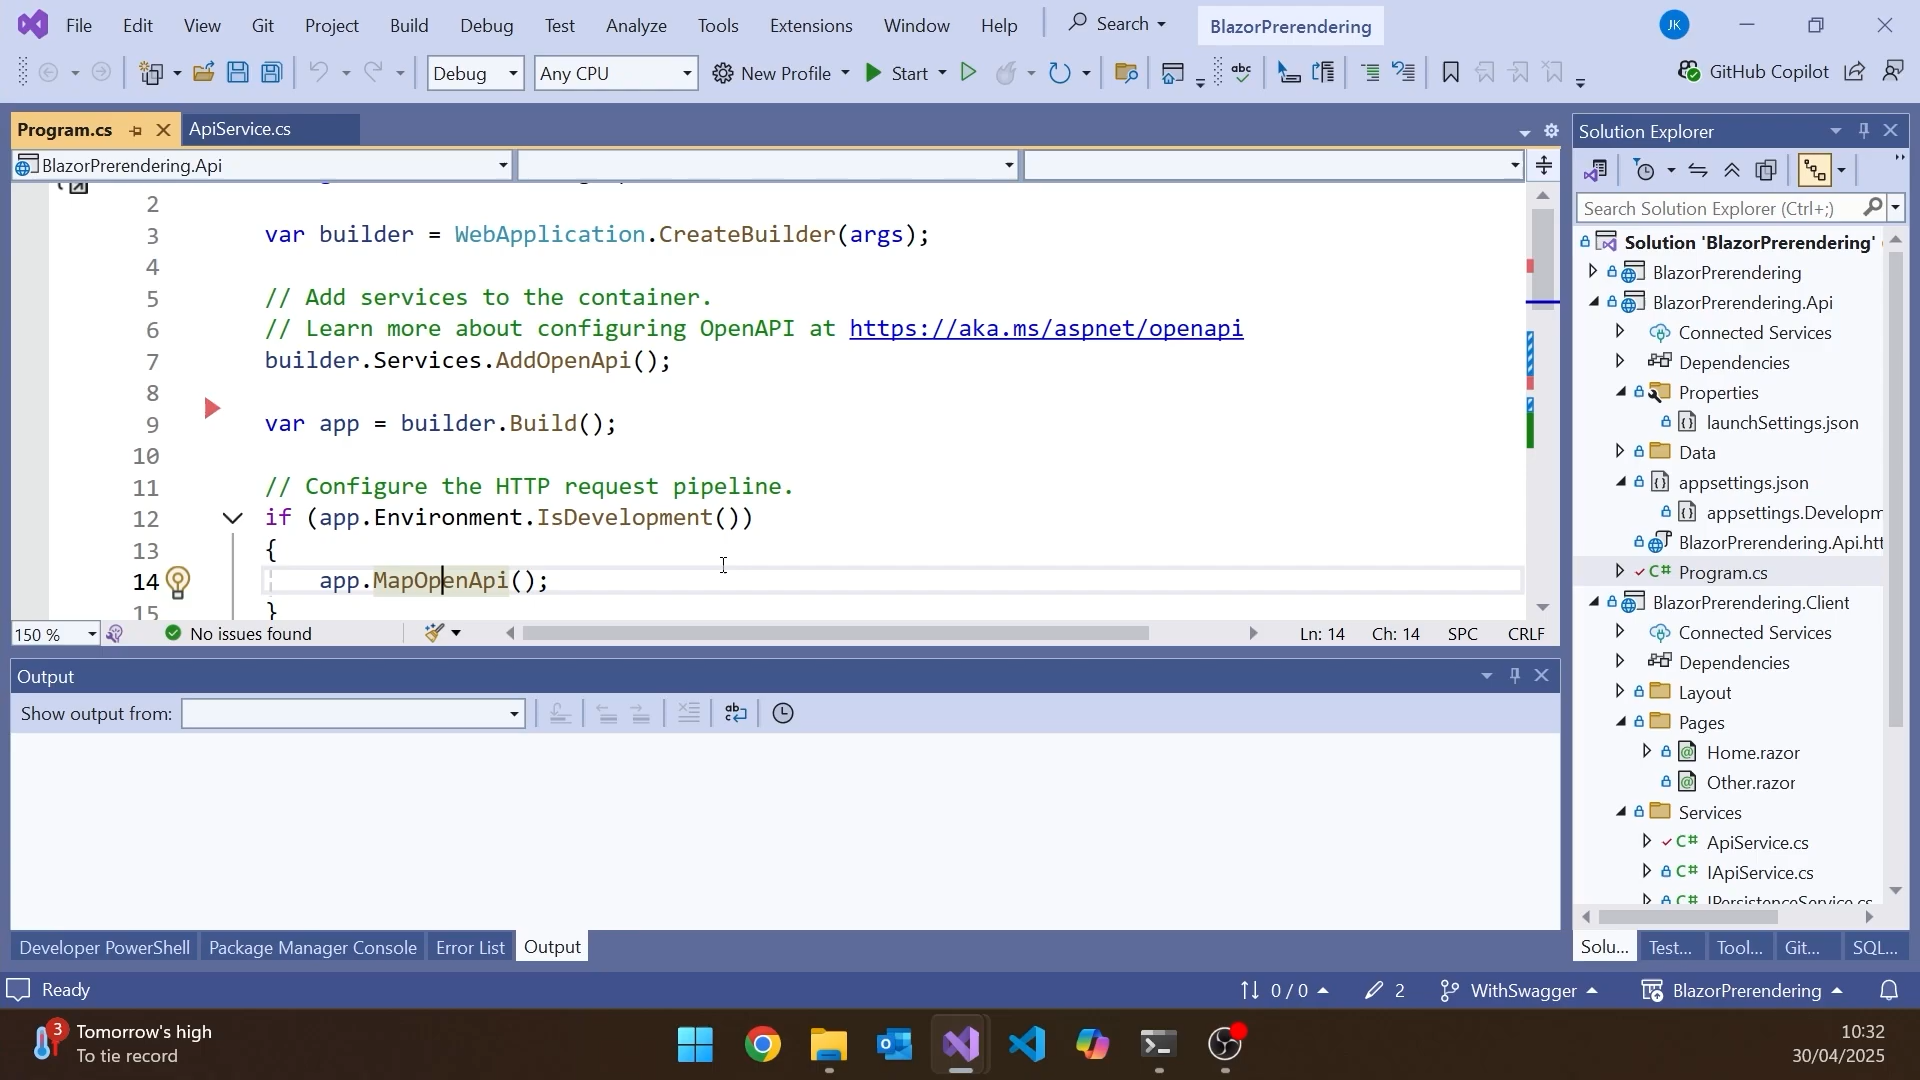 File Edit View Git Project Build Debug Test Analyze Tools Extensions Window Help Search BlazorPrerendering JK
Debug Any CPU New Profile Start GitHub Copilot
Program.cs ApiService.cs
BlazorPrerendering.Api
2
3 var builder = WebApplication.CreateBuilder(args);
4
5 // Add services to the container.
6 // Learn more about configuring OpenAPI at https://aka.ms/aspnet/openapi
7 builder.Services.AddOpenApi();
8
9 var app = builder.Build();
10
11 // Configure the HTTP request pipeline.
12 if (app.Environment.IsDevelopment())
13 {
14 app.MapOpenApi();
15 }
150 % No issues found Ln: 14 Ch: 14 SPC CRLF
Output
Show output from:
Developer PowerShell Package Manager Console Error List Output
Solution Explorer
Search Solution Explorer (Ctrl+;)
Solution 'BlazorPrerendering'
BlazorPrerendering
BlazorPrerendering.Api
Connected Services
Dependencies
Properties
launchSettings.json
Data
appsettings.json
appsettings.Developm
BlazorPrerendering.Api.htt
C# Program.cs
BlazorPrerendering.Client
Connected Services
Dependencies
Layout
Pages
Home.razor
Other.razor
Services
C# ApiService.cs
C# IApiService.cs
C# IPersistenceService.cs
Solu... Test... Tool... Git... SQL...
Ready 0 / 0 2 WithSwagger BlazorPrerendering
3 Tomorrow's high
To tie record
10:32
30/04/2025